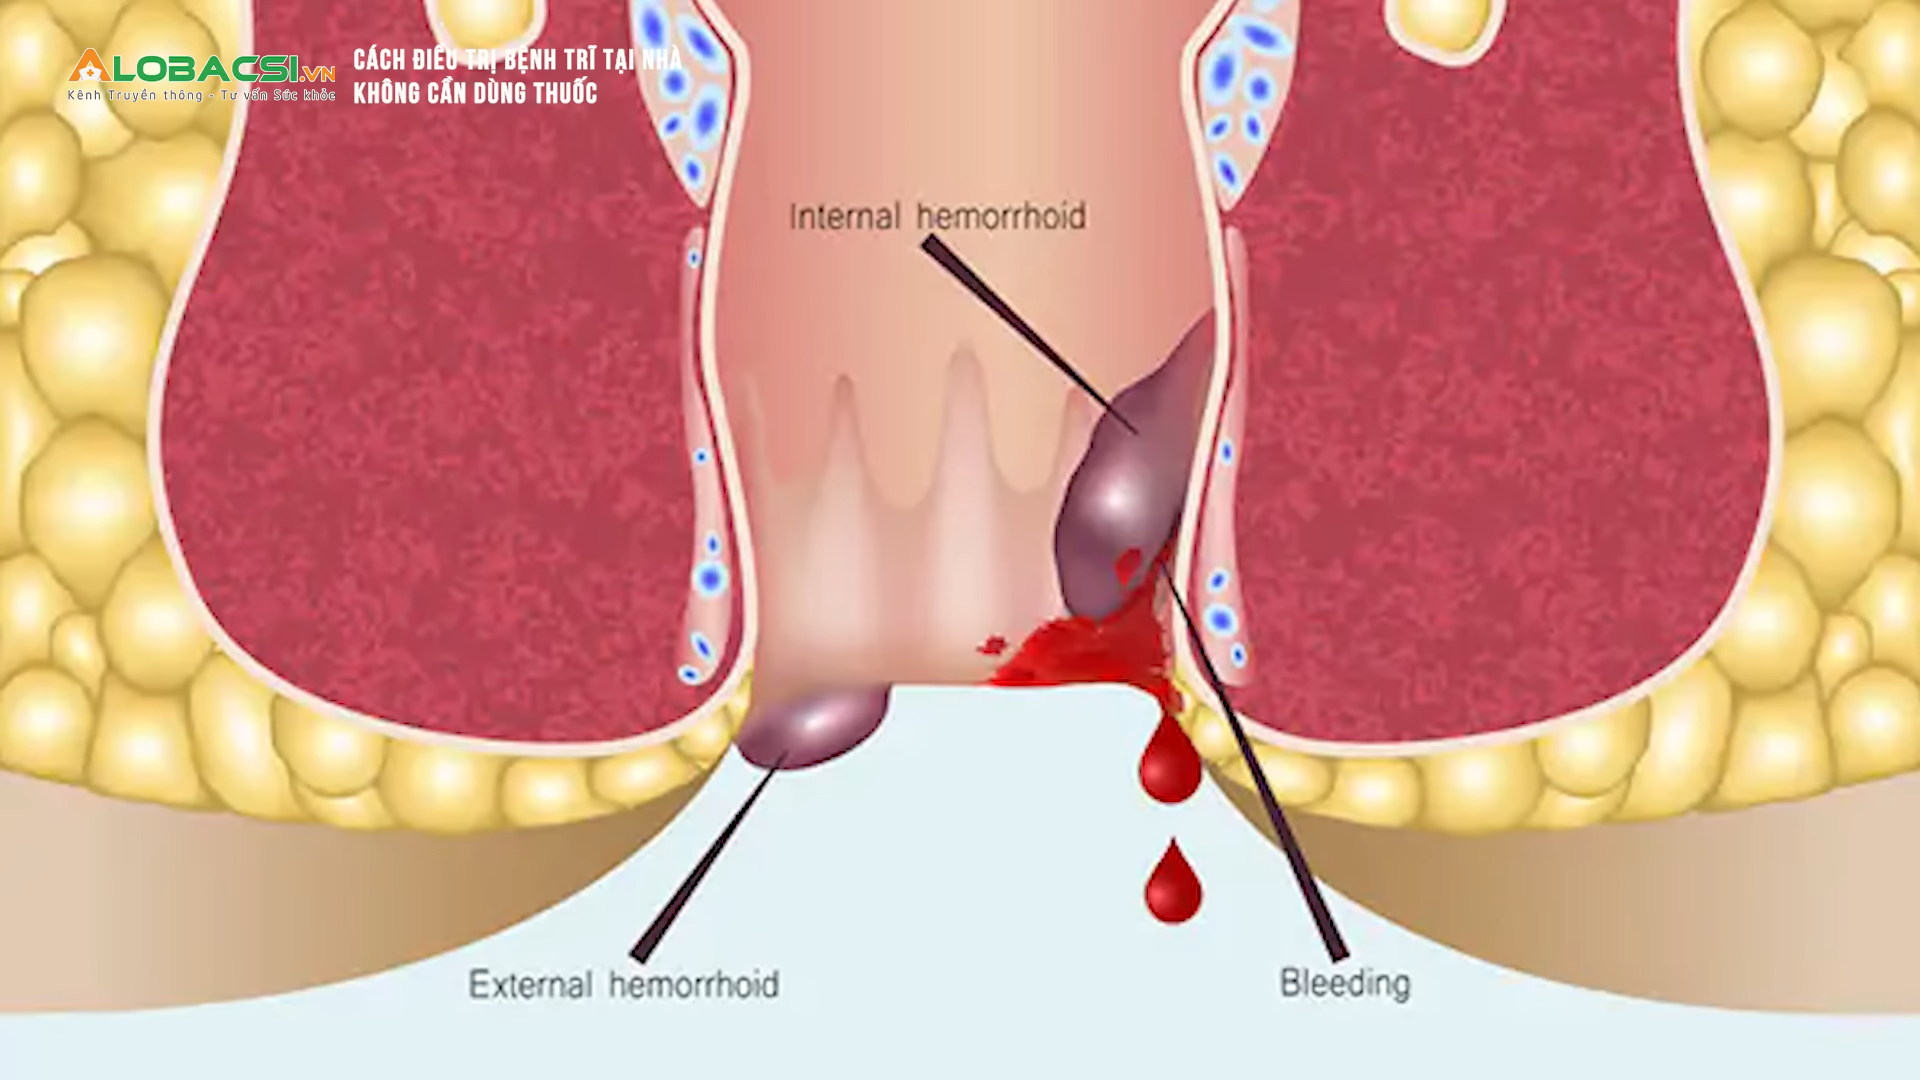 ALOBACSI.VN
Kênh Truyền thông - Tư vấn Sức khỏe
CÁCH ĐIỀU TRỊ BỆNH TRĨ TẠI NHÀ
KHÔNG CẦN DÙNG THUỐC
Internal hemorrhoid
External hemorrhoid
Bleeding